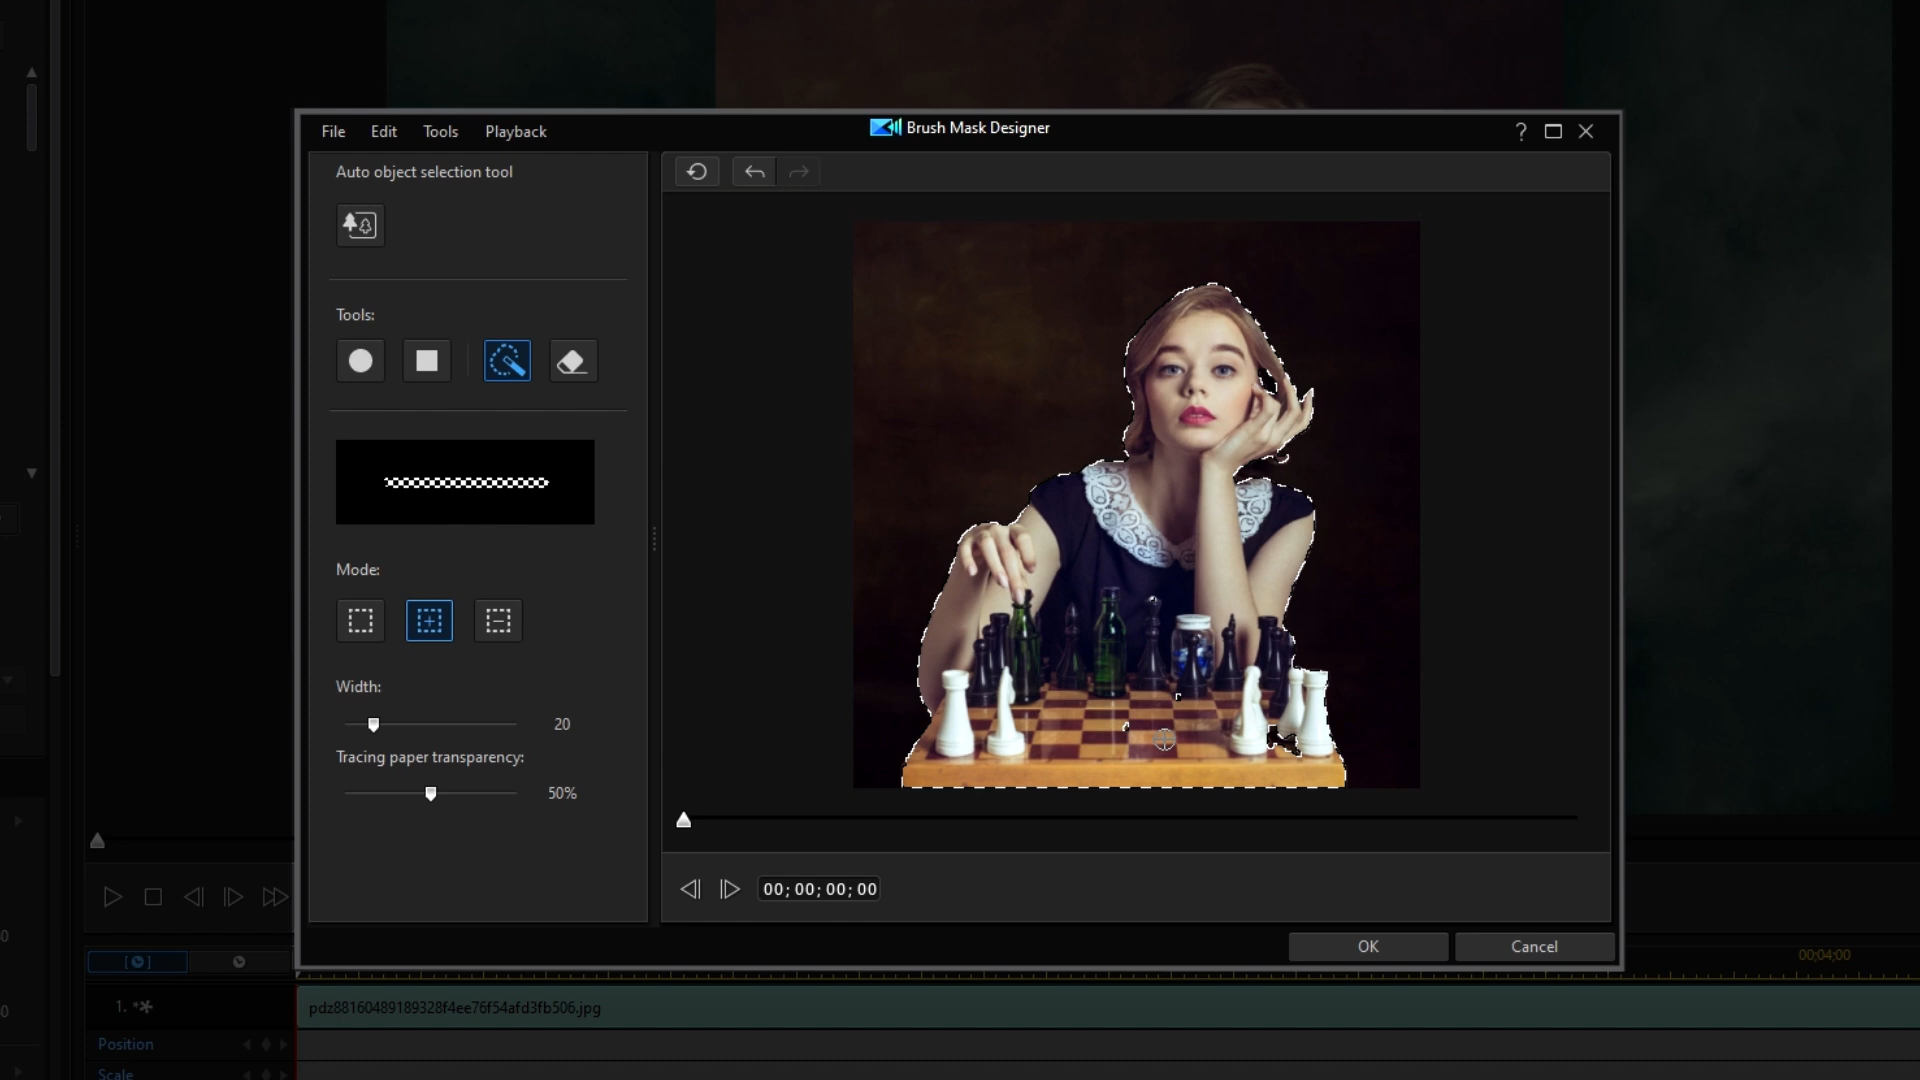 Brush Mask Designer
File Edit Tools Playback
?
Auto object selection tool
Tools:
Mode:
Width:
20
Tracing paper transparency:
50%
00;00;00;00
OK Cancel
00;04;00
1.
pdz88160489189328f4ee76f54afd3fb506.jpg
Position
Scale